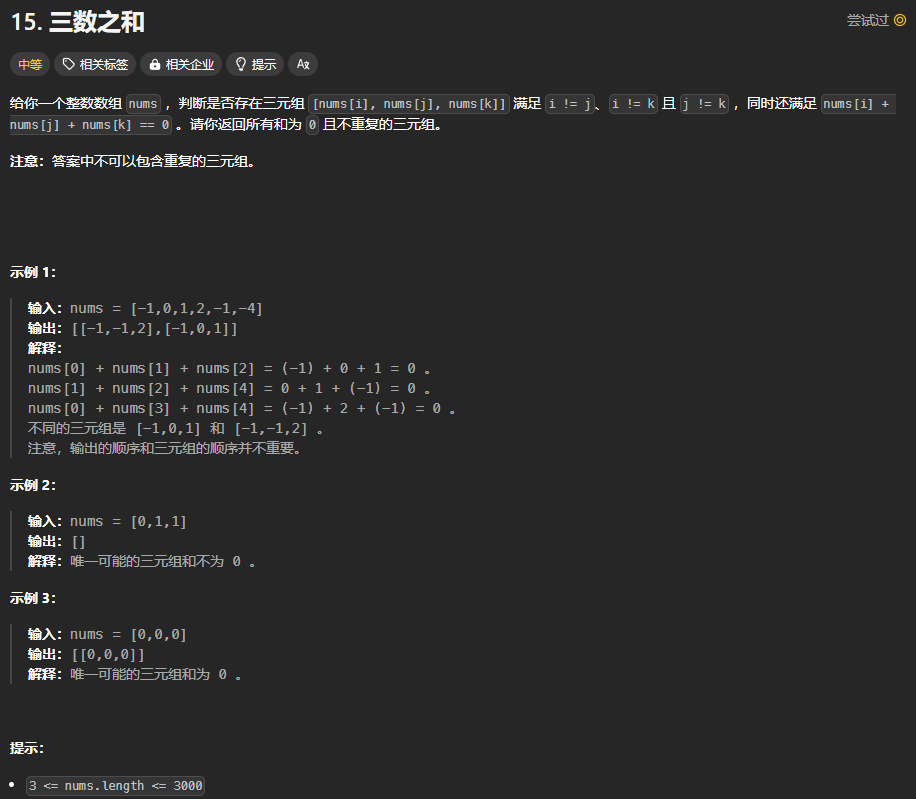 15. 三数之和
尝试过
中等 相关标签 相关企业 提示 Az
给你一个整数数组 nums ，判断是否存在三元组 [nums[i], nums[j], nums[k]] 满足 i != j、i != k 且 j != k ，同时还满足 nums[i] +
nums[j] + nums[k] == 0 。请你返回所有和为 0 且不重复的三元组。
注意：答案中不可以包含重复的三元组。
示例 1：
输入：nums = [-1,0,1,2,-1,-4]
输出：[[-1,-1,2],[-1,0,1]]
解释：
nums[0] + nums[1] + nums[2] = (-1) + 0 + 1 = 0 。
nums[1] + nums[2] + nums[4] = 0 + 1 + (-1) = 0 。
nums[0] + nums[3] + nums[4] = (-1) + 2 + (-1) = 0 。
不同的三元组是 [-1,0,1] 和 [-1,-1,2] 。
注意，输出的顺序和三元组的顺序并不重要。
示例 2：
输入：nums = [0,1,1]
输出：[]
解释：唯一可能的三元组和不为 0 。
示例 3：
输入：nums = [0,0,0]
输出：[[0,0,0]]
解释：唯一可能的三元组和为 0 。
提示：
3 <= nums.length <= 3000